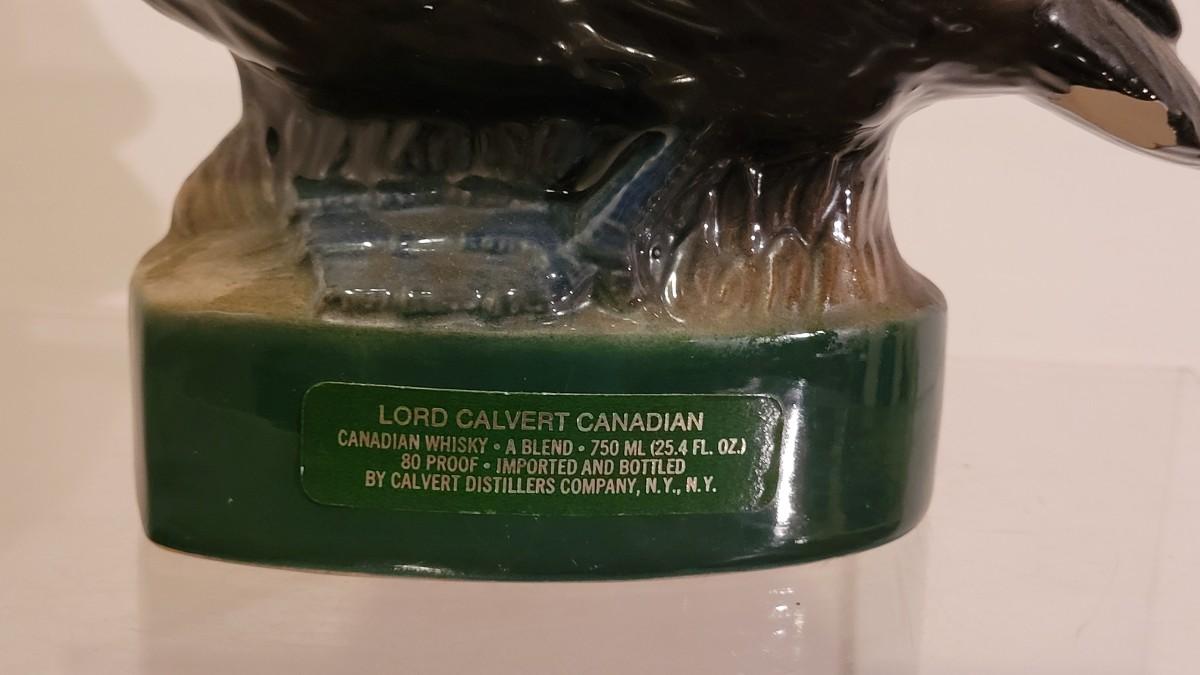 LORD CALVERT CANADIAN
CANADIAN WHISKY • A BLEND • 750 ML (25.4 FL. OZ.)
80 PROOF • IMPORTED AND BOTTLED
BY CALVERT DISTILLERS COMPANY, N.Y., N.Y.